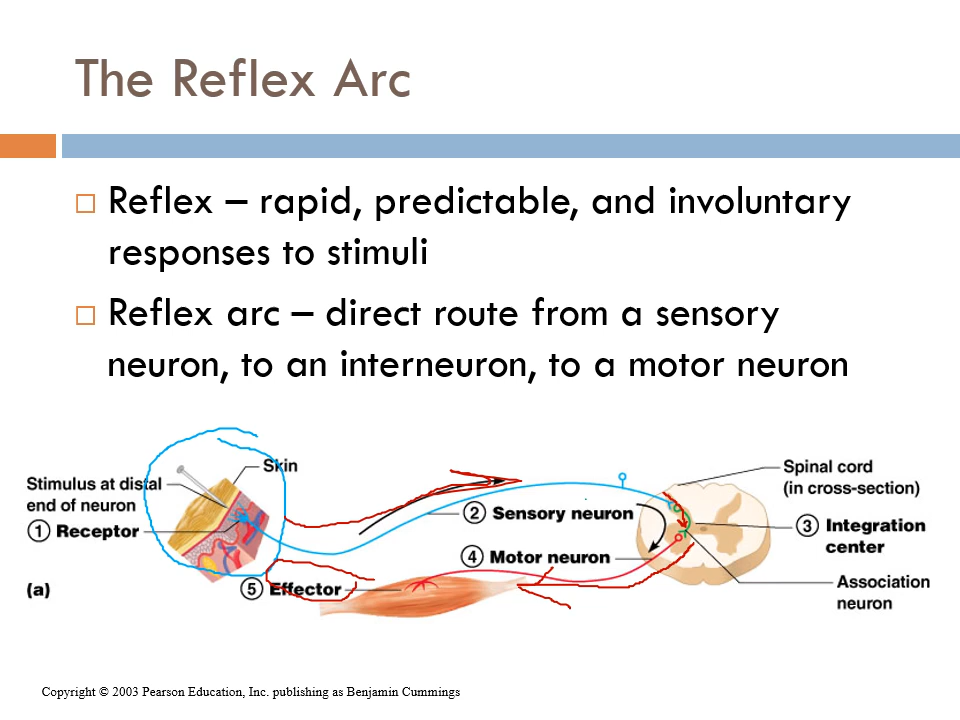 The Reflex Arc
Reflex – rapid, predictable, and involuntary
responses to stimuli
Reflex arc – direct route from a sensory
neuron, to an interneuron, to a motor neuron
Skin
Stimulus at distal
end of neuron
1 Receptor
(a)
2 Sensory neuron
4 Motor neuron
5 Effector
Spinal cord
(in cross-section)
3 Integration
center
Association
neuron
Copyright © 2003 Pearson Education, Inc. publishing as Benjamin Cummings